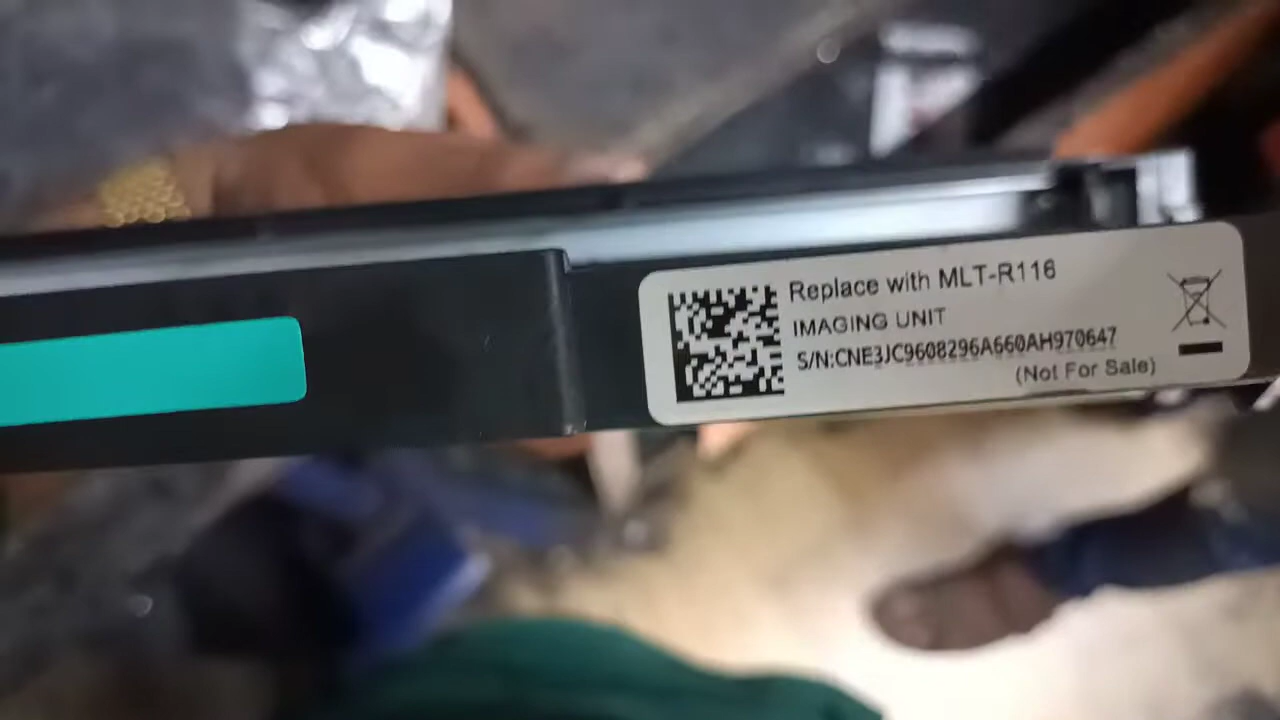 Replace with MLT-R116
IMAGING UNIT
S/N:CNE3JC9608296A660AH970647
(Not For Sale)